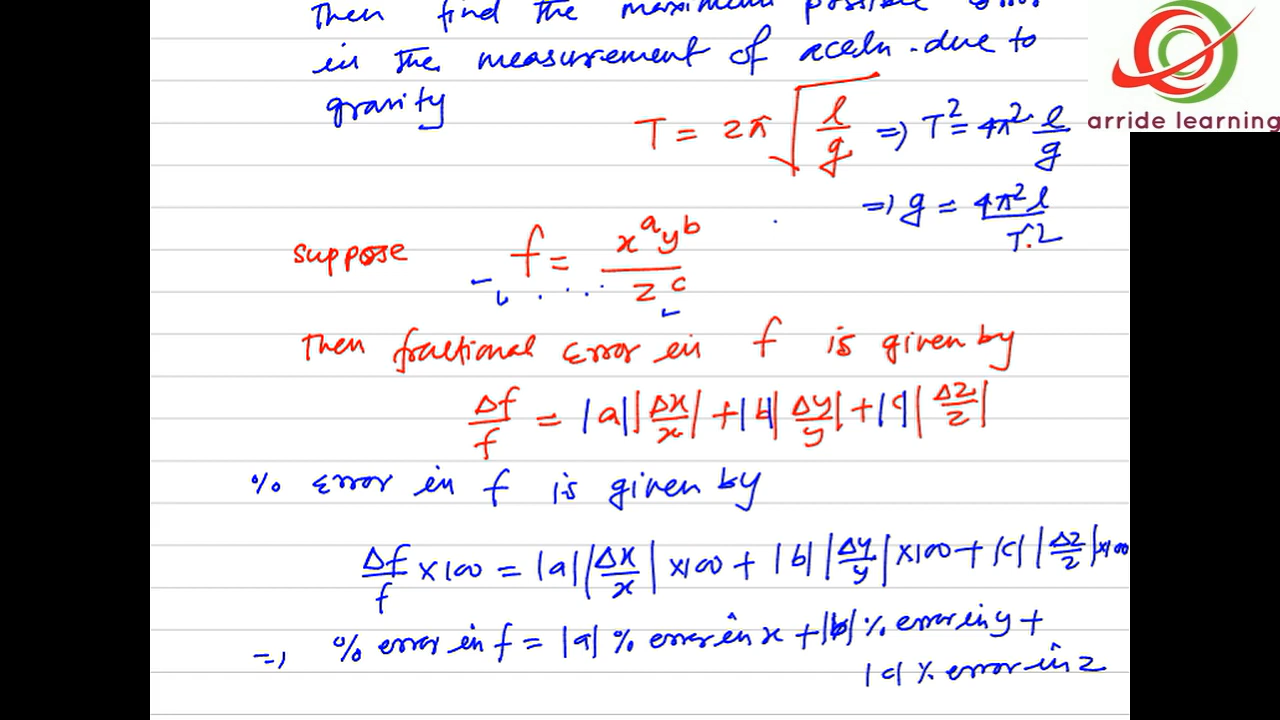 Then find the maximum possible error
in the measurement of acceln. due to
gravity
T = 2π √(l/g) ⇒ T² = 4π² l/g
⇒ g = 4π²l/T²
arride learning
suppose f = x^a y^b / z^c
Then fractional Error in f is given by
Δf/f = |a||Δx/x| + |b||Δy/y| + |c||Δz/z|
% error in f is given by
Δf/f ×100 = |a||Δx/x| ×100 + |b||Δy/y| ×100 + |c||Δz/z| ×100
⇒ % error in f = |a| % error in x + |b| % error in y +
|c| % error in z